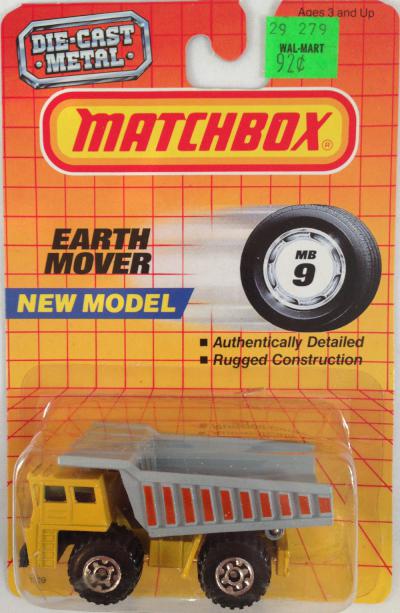 Ages 3 and Up
DIE-CAST
METAL
29 279
WAL-MART
92¢
MATCHBOX®
EARTH
MOVER
MB
9
NEW MODEL
■ Authentically Detailed
■ Rugged Construction